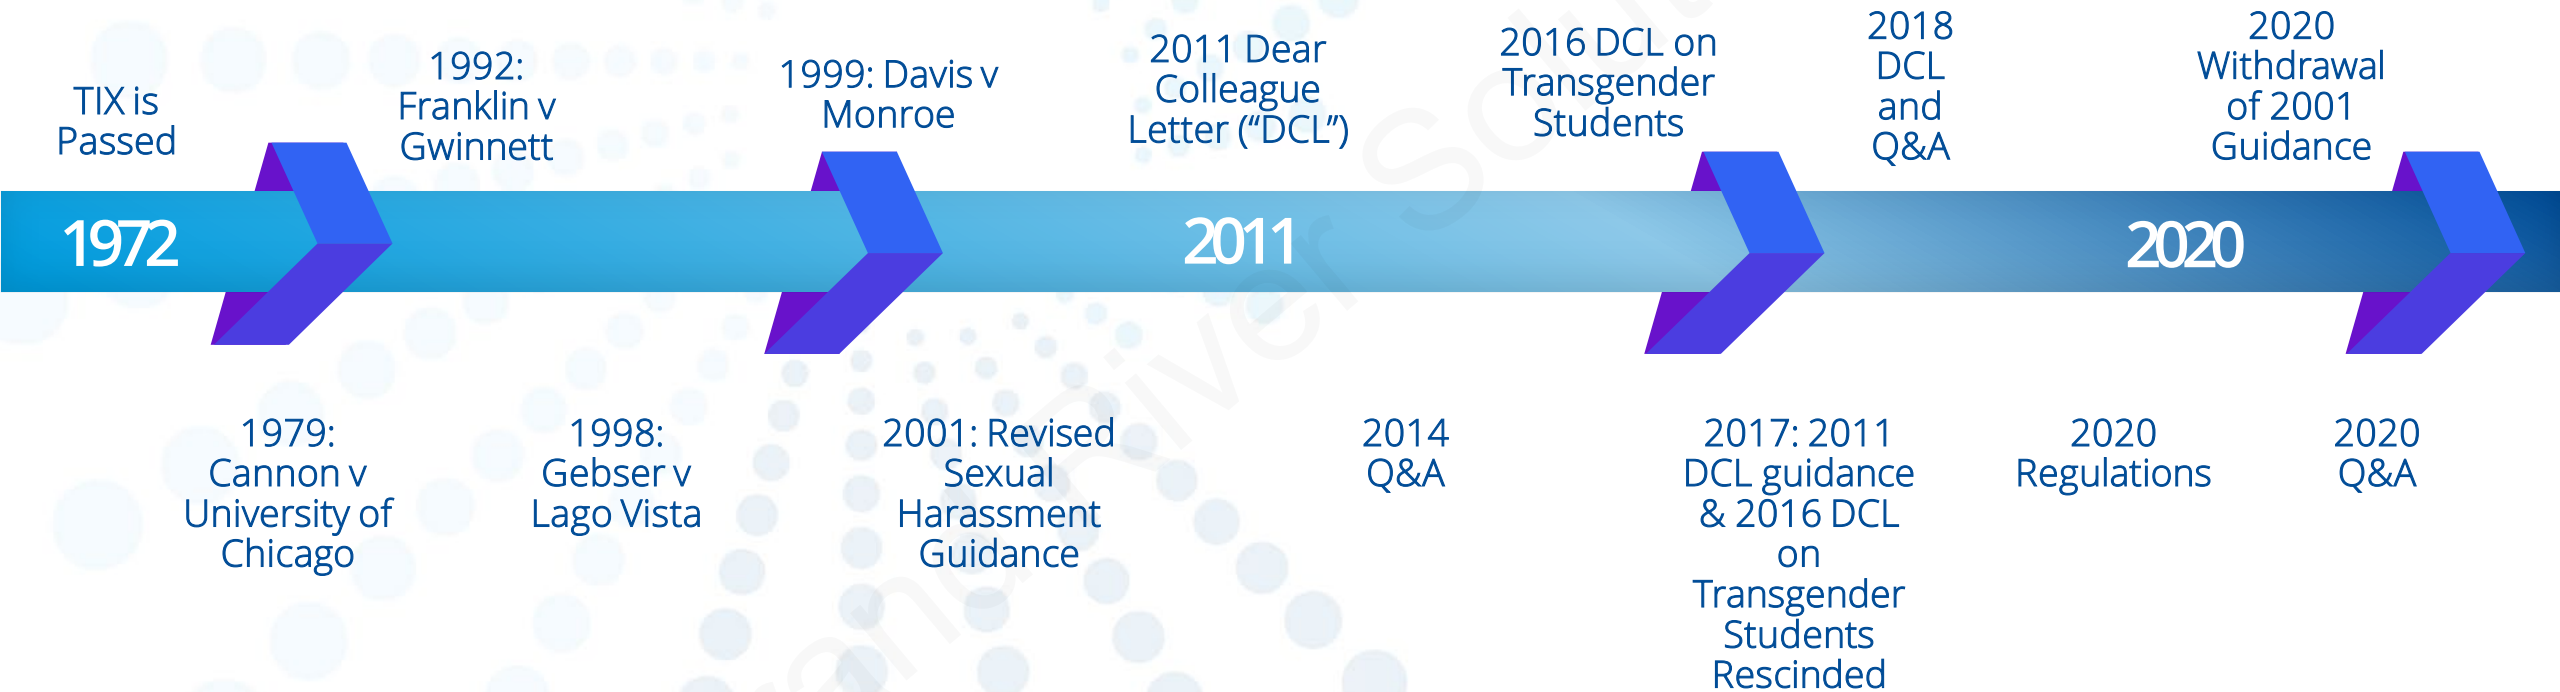 TIX is
Passed
1992:
Franklin v
Gwinnett
1999: Davis v
Monroe
2011 Dear
Colleague
Letter (“DCL”)
2016 DCL on
Transgender
Students
2018
DCL
and
Q&A
2020
Withdrawal
of 2001
Guidance
1972
2011
2020
1979:
Cannon v
University of
Chicago
1998:
Gebser v
Lago Vista
2001: Revised
Sexual
Harassment
Guidance
2014
Q&A
2017: 2011
DCL guidance
& 2016 DCL
on
Transgender
Students
Rescinded
2020
Regulations
2020
Q&A
River